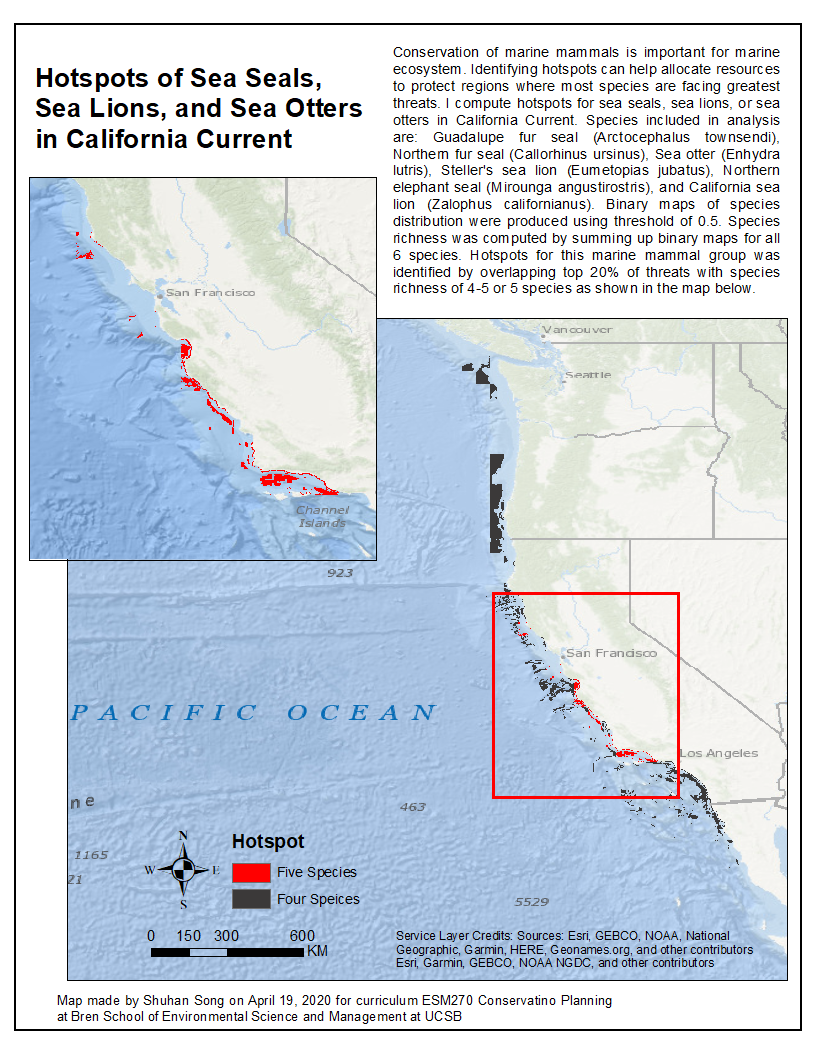 Hotspots of Sea Seals,
Sea Lions, and Sea Otters
in California Current
Conservation of marine mammals is important for marine
ecosystem. Identifying hotspots can help allocate resources
to protect regions where most species are facing greatest
threats. I compute hotspots for sea seals, sea lions, or sea
otters in California Current. Species included in analysis
are: Guadalupe fur seal (Arctocephalus townsendi),
Northern fur seal (Callorhinus ursinus), Sea otter (Enhydra
lutris), Steller's sea lion (Eumetopias jubatus), Northern
elephant seal (Mirounga angustirostris), and California sea
lion (Zalophus californianus). Binary maps of species
distribution were produced using threshold of 0.5. Species
richness was computed by summing up binary maps for all
6 species. Hotspots for this marine mammal group was
identified by overlapping top 20% of threats with species
richness of 4-5 or 5 species as shown in the map below.
San Francisco
Channel
Islands
Vancouver
Seattle
923
San Francisco
PACIFIC OCEAN
Los Angeles
ne
463
1165
21
5529
N
W E
S
Hotspot
Five Species
Four Speices
0 150 300 600
KM
Service Layer Credits: Sources: Esri, GEBCO, NOAA, National
Geographic, Garmin, HERE, Geonames.org, and other contributors
Esri, Garmin, GEBCO, NOAA NGDC, and other contributors
Map made by Shuhan Song on April 19, 2020 for curriculum ESM270 Conservatino Planning
at Bren School of Environmental Science and Management at UCSB